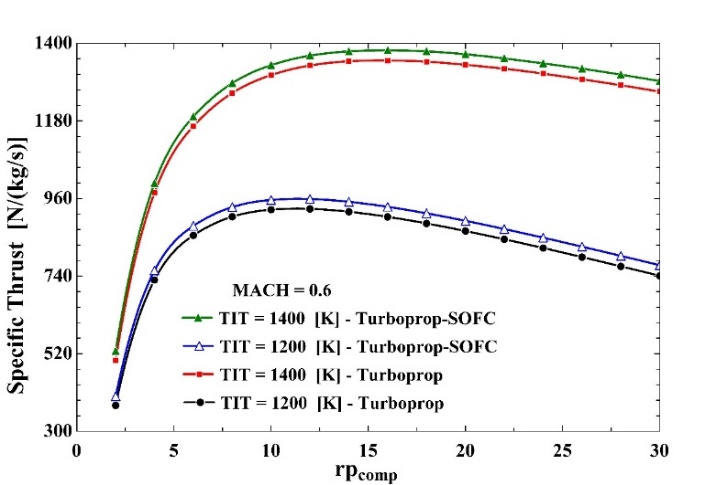 1400
1180
960
740
520
300
Specific Thrust [N/(kg/s)]
MACH = 0.6
TIT = 1400 [K] - Turboprop-SOFC
TIT = 1200 [K] - Turboprop-SOFC
TIT = 1400 [K] - Turboprop
TIT = 1200 [K] - Turboprop
0 5 10 15 20 25 30
rpcomp